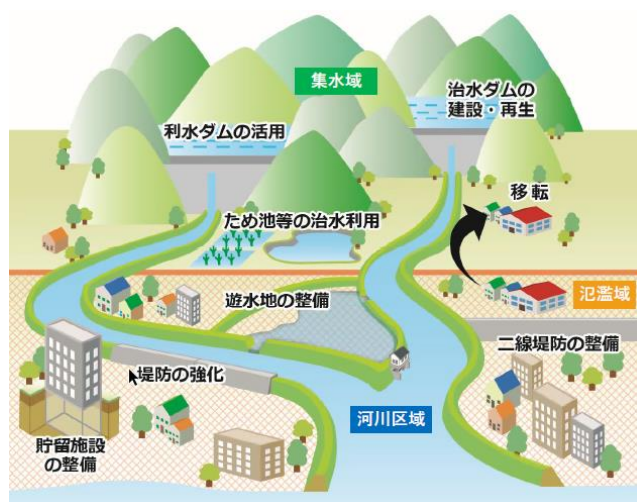 集水域
治水ダムの
建設・再生
利水ダムの活用
移転
ため池等の治水利用
氾濫域
遊水地の整備
二線堤防の整備
堤防の強化
河川区域
貯留施設
の整備